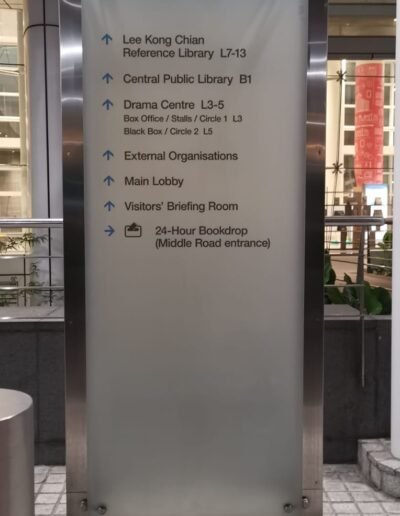 Lee Kong Chian
Reference Library L7-13
Central Public Library B1
Drama Centre L3-5
Box Office / Stalls / Circle 1 L3
Black Box / Circle 2 L5
External Organisations
Main Lobby
Visitors' Briefing Room
24-Hour Bookdrop
(Middle Road entrance)